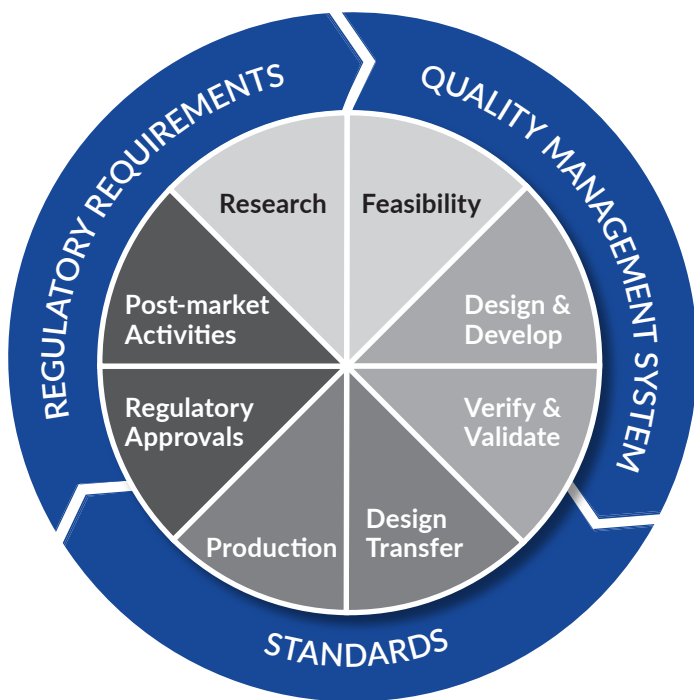 REGULATORY REQUIREMENTS
QUALITY MANAGEMENT SYSTEM
STANDARDS
Research
Feasibility
Design &
Develop
Verify &
Validate
Design
Transfer
Production
Regulatory
Approvals
Post-market
Activities